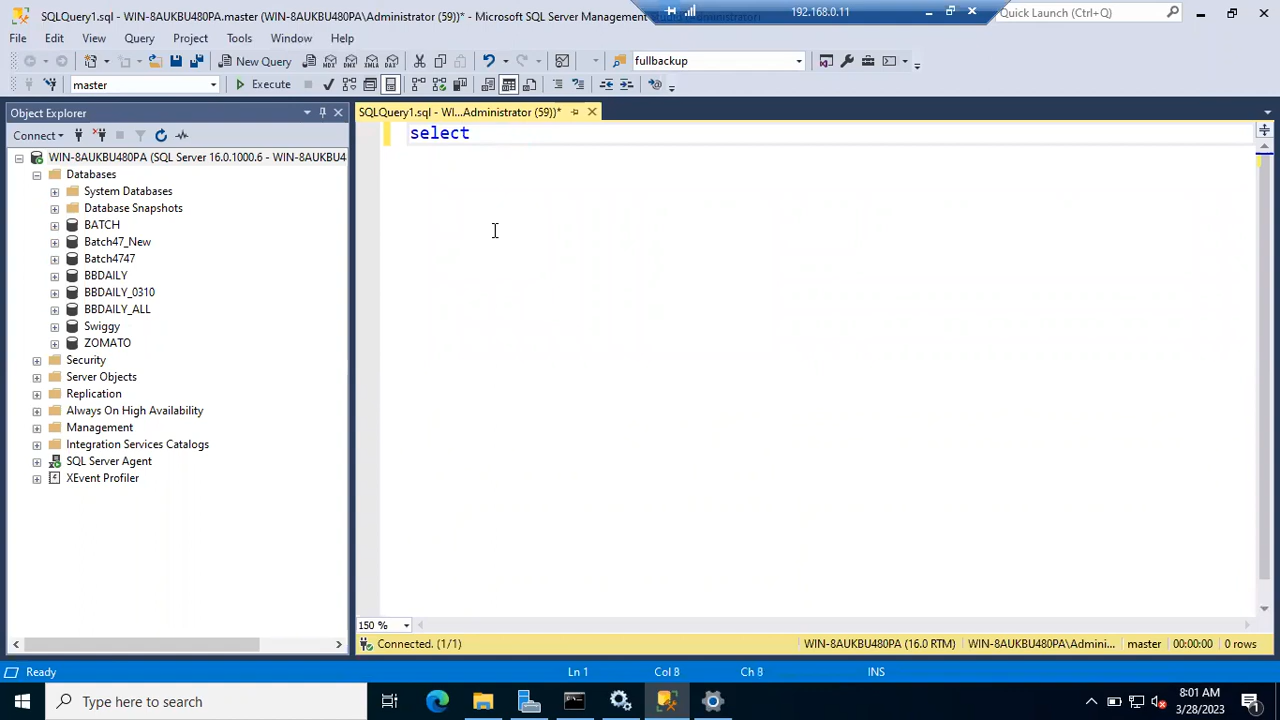 SQLQuery1.sql - WIN-8AUKBU480PA.master (WIN-8AUKBU480PA\Administrator (59))* - Microsoft SQL Server Management
192.168.0.11
Quick Launch (Ctrl+Q)
File Edit View Query Project Tools Window Help
New Query
MDX DMX XMLA DAX
fullbackup
master
Execute
Object Explorer
SQLQuery1.sql - WI...Administrator (59))*
Connect
select
WIN-8AUKBU480PA (SQL Server 16.0.1000.6 - WIN-8AUKBU4
Databases
System Databases
Database Snapshots
BATCH
Batch47_New
Batch4747
BBDAILY
BBDAILY_0310
BBDAILY_ALL
Swiggy
ZOMATO
Security
Server Objects
Replication
Always On High Availability
Management
Integration Services Catalogs
SQL Server Agent
XEvent Profiler
150 %
Connected. (1/1)
WIN-8AUKBU480PA (16.0 RTM)
WIN-8AUKBU480PA\Admini...
master
00:00:00
0 rows
Ready
Ln 1
Col 8
Ch 8
INS
Type here to search
8:01 AM
3/28/2023
1